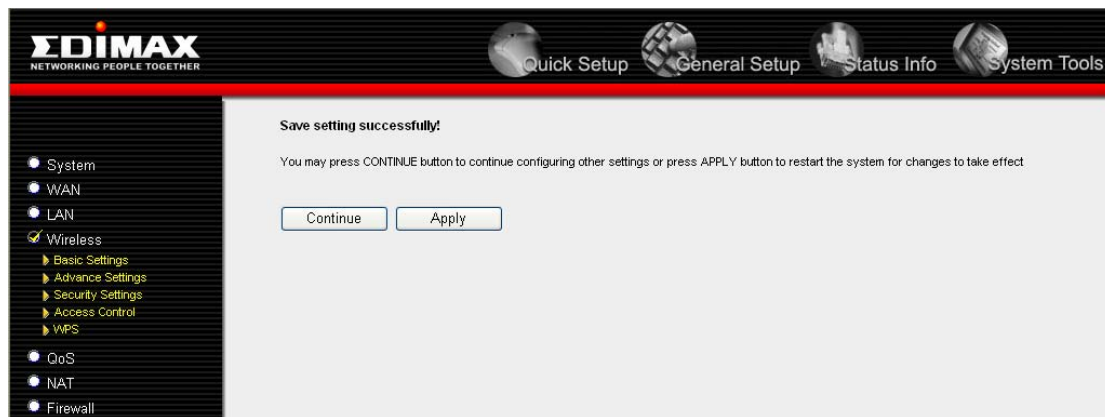 EDIMAX
NETWORKING PEOPLE TOGETHER
Quick Setup
General Setup
Status Info
System Tools
System
WAN
LAN
Wireless
Basic Settings
Advance Settings
Security Settings
Access Control
WPS
QoS
NAT
Firewall
Save setting successfully!
You may press CONTINUE button to continue configuring other settings or press APPLY button to restart the system for changes to take effect
Continue
Apply